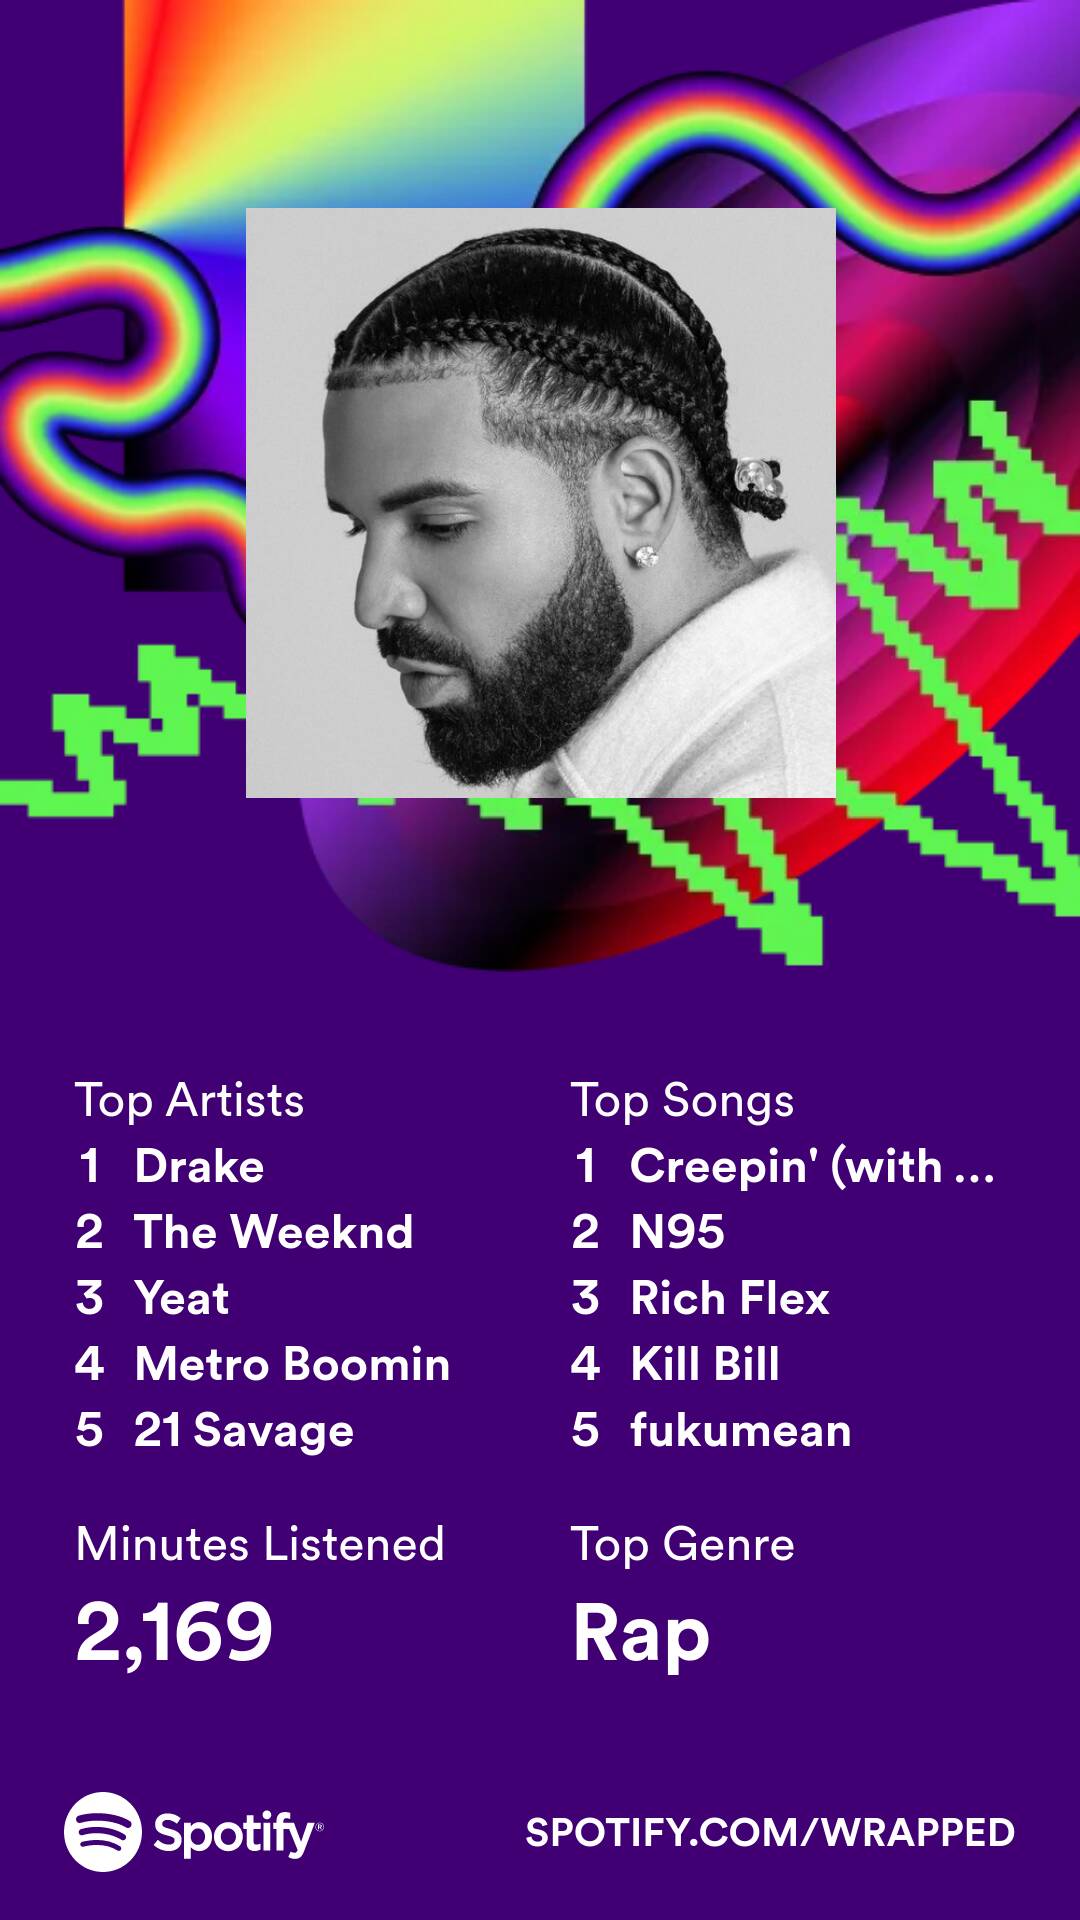 Top Artists
1 Drake
2 The Weeknd
3 Yeat
4 Metro Boomin
5 21 Savage
Top Songs
1 Creepin' (with ...
2 N95
3 Rich Flex
4 Kill Bill
5 fukumean
Minutes Listened
2,169
Top Genre
Rap
Spotify®
SPOTIFY.COM/WRAPPED